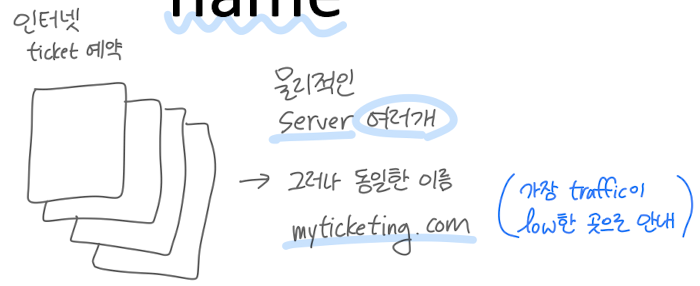 name
인터넷
ticket 예약
물리적인
server 여러개
→ 그러나 동일한 이름
myticketing.com
(가장 traffic이
low한 곳으로 안내)